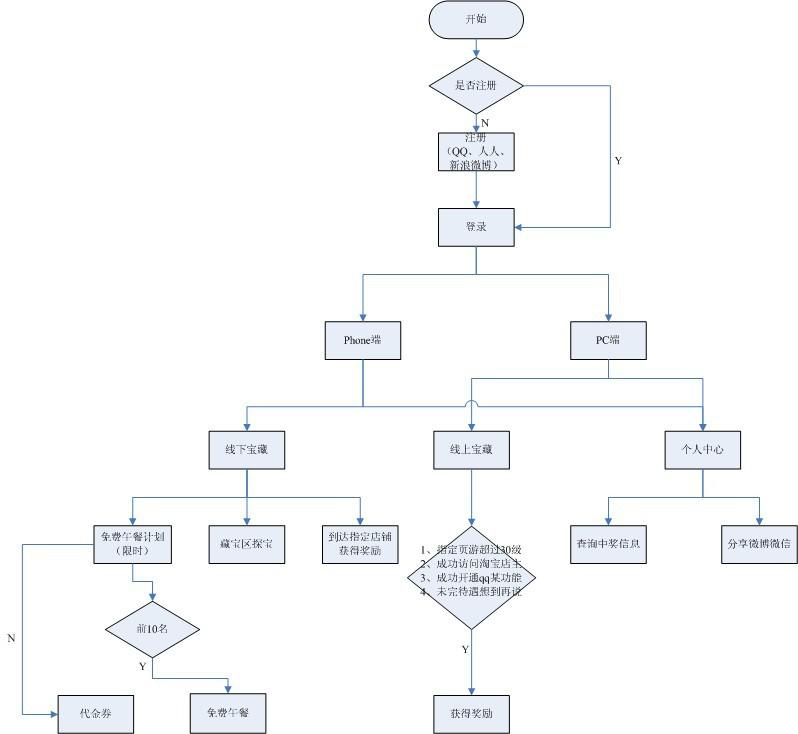 开始
是否注册
N
注册
（QQ、人人、
新浪微博）
Y
登录
Phone端
PC端
线下宝藏
线上宝藏
个人中心
免费午餐计划
（限时）
藏宝区探宝
到达指定店铺
获得奖励
1、指定页游超过30级
2、成功访问淘宝店主
3、成功开通qq某功能
4、未完待遇想到再说
查询中奖信息
分享微博微信
前10名
N
Y
Y
代金券
免费午餐
获得奖励